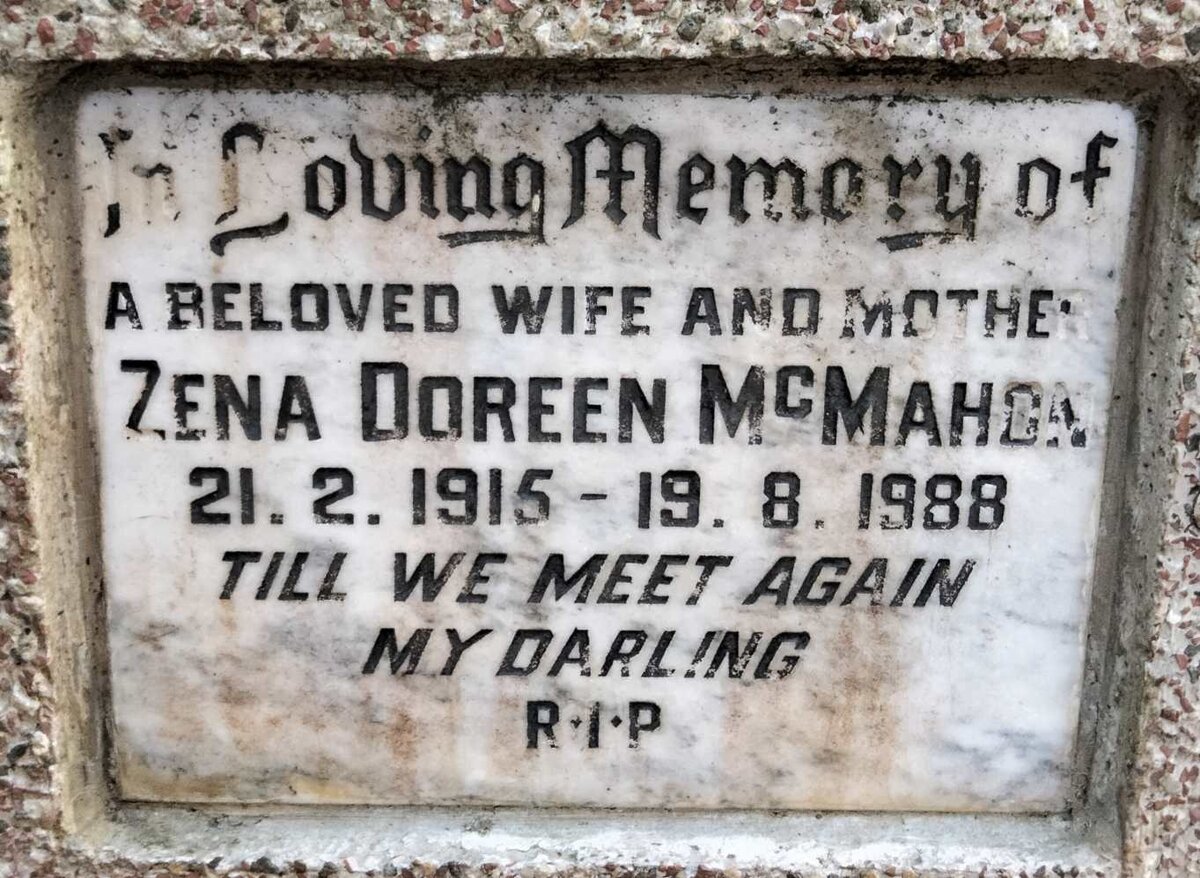 In Loving Memory of
A BELOVED WIFE AND MOTHER
ZENA DOREEN McMAHON
21. 2. 1915 - 19. 8. 1988
TILL WE MEET AGAIN
MY DARLING
R·I·P